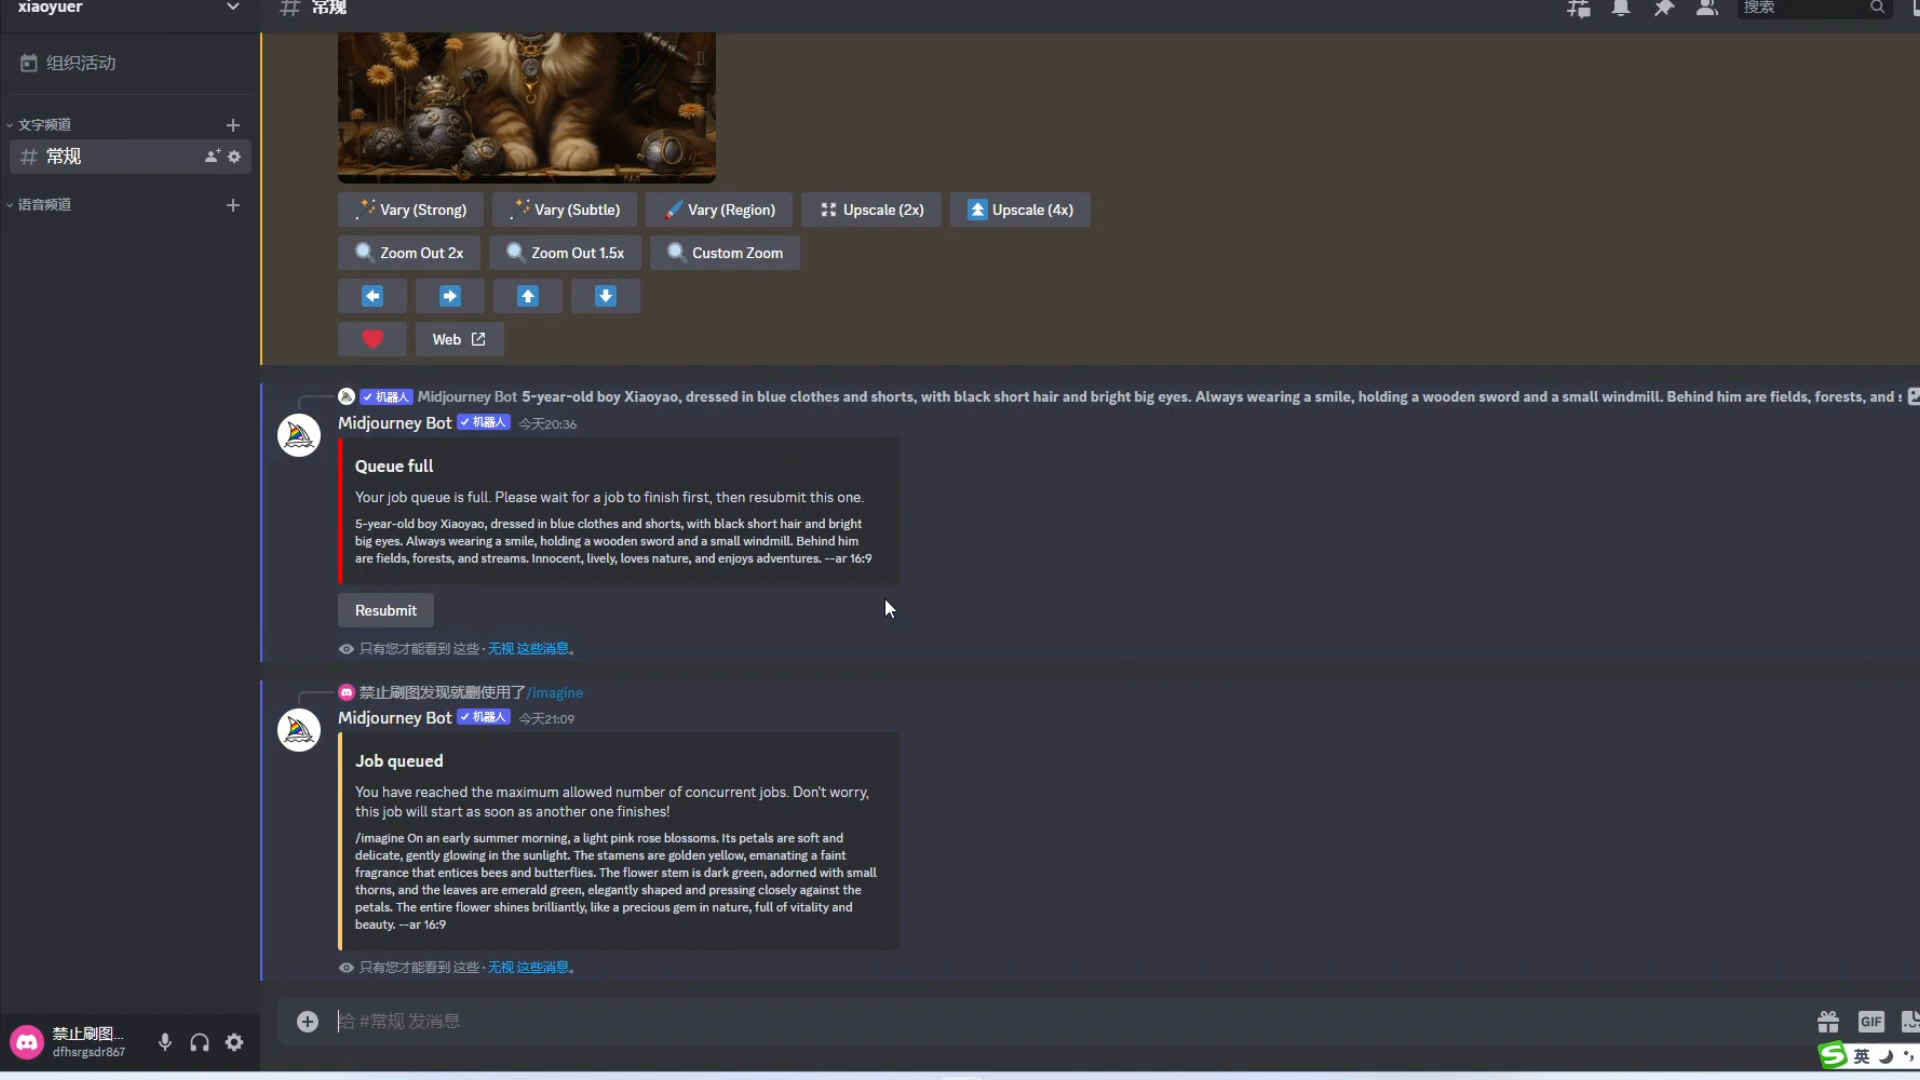 xiaoyuer
常规
搜索
组织活动
文字频道
常规
语音频道
Vary (Strong)
Vary (Subtle)
Vary (Region)
Upscale (2x)
Upscale (4x)
Zoom Out 2x
Zoom Out 1.5x
Custom Zoom
Web
机器人 Midjourney Bot 5-year-old boy Xiaoyao, dressed in blue clothes and shorts, with black short hair and bright big eyes. Always wearing a smile, holding a wooden sword and a small windmill. Behind him are fields, forests, and s
Midjourney Bot 机器人 今天20:36
Queue full
Your job queue is full. Please wait for a job to finish first, then resubmit this one.
5-year-old boy Xiaoyao, dressed in blue clothes and shorts, with black short hair and bright
big eyes. Always wearing a smile, holding a wooden sword and a small windmill. Behind him
are fields, forests, and streams. Innocent, lively, loves nature, and enjoys adventures. --ar 16:9
Resubmit
只有您才能看到 这些 · 无视 这些消息。
禁止刷图发现就删使用了/imagine
Midjourney Bot 机器人 今天21:09
Job queued
You have reached the maximum allowed number of concurrent jobs. Don't worry,
this job will start as soon as another one finishes!
/imagine On an early summer morning, a light pink rose blossoms. Its petals are soft and
delicate, gently glowing in the sunlight. The stamens are golden yellow, emanating a faint
fragrance that entices bees and butterflies. The flower stem is dark green, adorned with small
thorns, and the leaves are emerald green, elegantly shaped and pressing closely against the
petals. The entire flower shines brilliantly, like a precious gem in nature, full of vitality and
beauty. --ar 16:9
只有您才能看到 这些 · 无视 这些消息。
给 #常规 发消息
GIF
禁止刷图...
dfhsrgsdr867
英